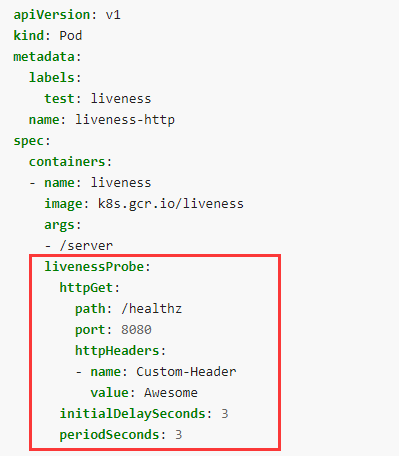 apiVersion: v1
kind: Pod
metadata:
  labels:
    test: liveness
  name: liveness-http
spec:
  containers:
  - name: liveness
    image: k8s.gcr.io/liveness
    args:
    - /server
    livenessProbe:
      httpGet:
        path: /healthz
        port: 8080
        httpHeaders:
        - name: Custom-Header
          value: Awesome
      initialDelaySeconds: 3
      periodSeconds: 3